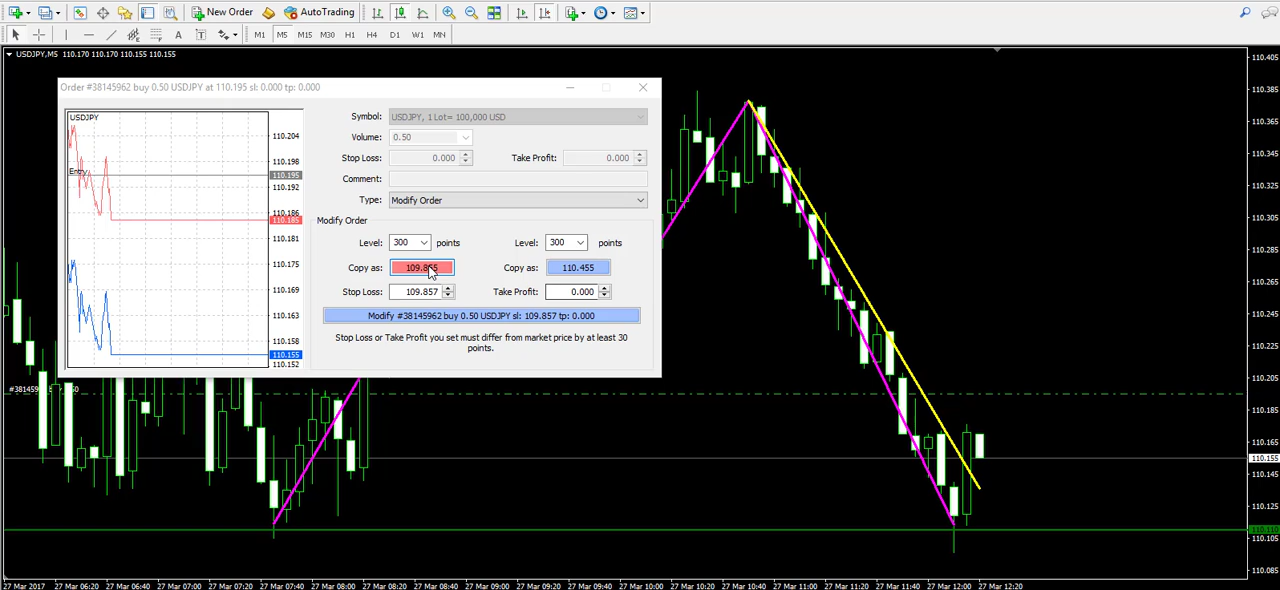 New Order
AutoTrading
A
T
M1 M5 M15 M30 H1 H4 D1 W1 MN
USDJPY,M5 110.170 110.170 110.155 110.155
Order #38145962 buy 0.50 USDJPY at 110.195 sl: 0.000 tp: 0.000
USDJPY
Entry
110.204
110.198
110.195
110.192
110.186
110.185
110.181
110.175
110.169
110.163
110.157
110.155
110.152
Symbol: USDJPY, 1 Lot= 100,000 USD
Volume: 0.50
Stop Loss: 0.000 Take Profit: 0.000
Comment:
Type: Modify Order
Modify Order
Level: 300 points Level: 300 points
Copy as: Copy as: 110.455
Stop Loss: 109.857 Take Profit: 0.000
Modify #38145962 buy 0.50 USDJPY sl: 109.857 tp: 0.000
Stop Loss or Take Profit you set must differ from market price by at least 30
points.
110.405
110.385
110.365
110.345
110.325
110.305
110.285
110.265
110.245
110.225
110.205
110.185
110.165
110.155
110.145
110.125
110.110
110.105
110.085
27 Mar 2017 27 Mar 06:20 27 Mar 06:40 27 Mar 07:00 27 Mar 07:20 27 Mar 07:40 27 Mar 08:00 27 Mar 08:20 27 Mar 08:40 27 Mar 09:00 27 Mar 09:20 27 Mar 09:40 27 Mar 10:00 27 Mar 10:20 27 Mar 10:40 27 Mar 11:00 27 Mar 11:20 27 Mar 11:40 27 Mar 12:00 27 Mar 12:20